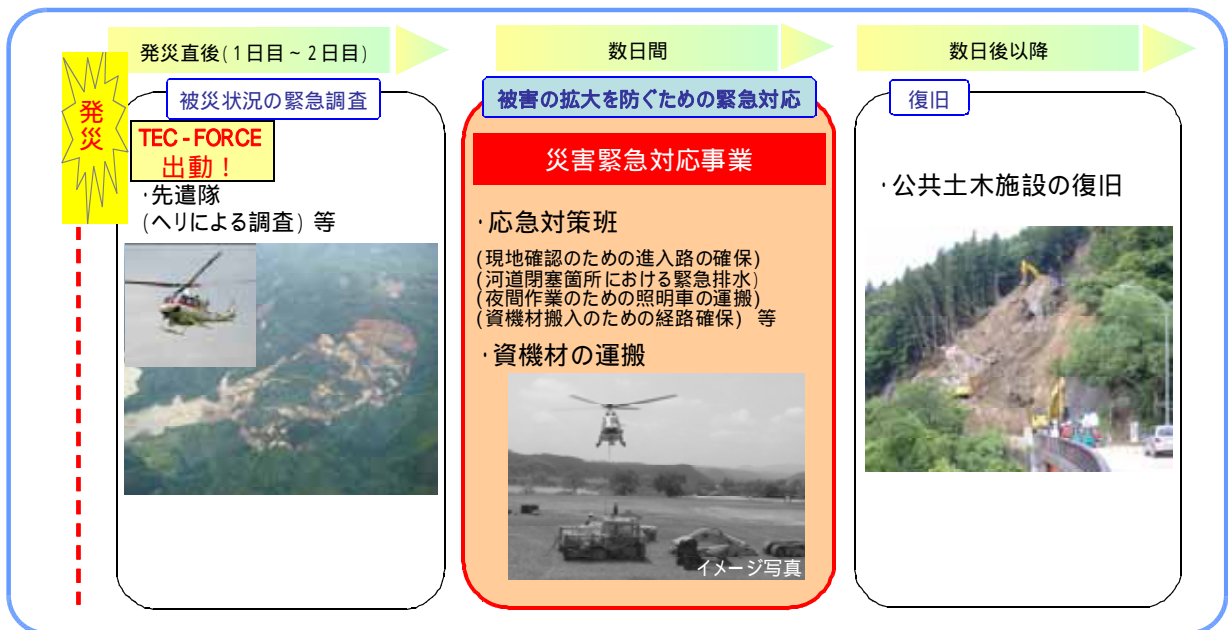 発災
発災直後(1日目~2日目)
被災状況の緊急調査
TEC-FORCE
出動!
・先遣隊
(ヘリによる調査) 等
数日間
被害の拡大を防ぐための緊急対応
災害緊急対応事業
・応急対策班
(現地確認のための進入路の確保)
(河道閉塞箇所における緊急排水)
(夜間作業のための照明車の運搬)
(資機材搬入のための経路確保) 等
・資機材の運搬
イメージ写真
数日後以降
復旧
・公共土木施設の復旧